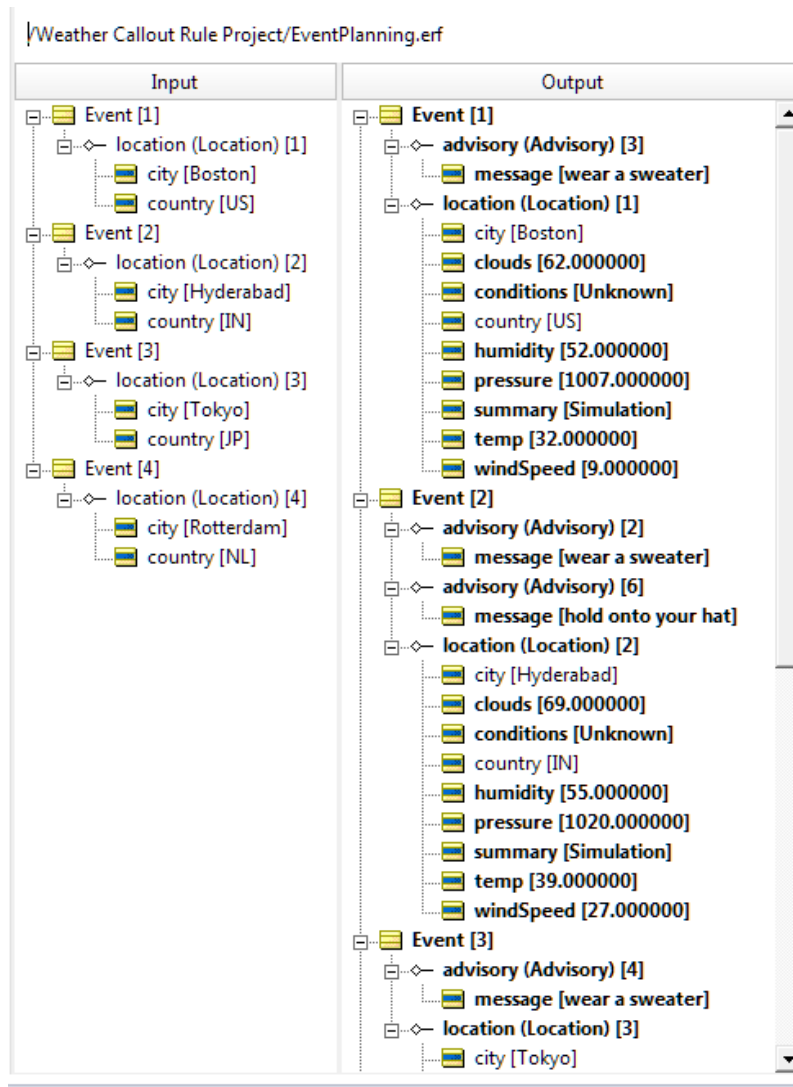 /Weather Callout Rule Project/EventPlanning.erf
Input
Event [1]
location (Location) [1]
city [Boston]
country [US]
Event [2]
location (Location) [2]
city [Hyderabad]
country [IN]
Event [3]
location (Location) [3]
city [Tokyo]
country [JP]
Event [4]
location (Location) [4]
city [Rotterdam]
country [NL]
Output
Event [1]
advisory (Advisory) [3]
message [wear a sweater]
location (Location) [1]
city [Boston]
clouds [62.000000]
conditions [Unknown]
country [US]
humidity [52.000000]
pressure [1007.000000]
summary [Simulation]
temp [32.000000]
windSpeed [9.000000]
Event [2]
advisory (Advisory) [2]
message [wear a sweater]
advisory (Advisory) [6]
message [hold onto your hat]
location (Location) [2]
city [Hyderabad]
clouds [69.000000]
conditions [Unknown]
country [IN]
humidity [55.000000]
pressure [1020.000000]
summary [Simulation]
temp [39.000000]
windSpeed [27.000000]
Event [3]
advisory (Advisory) [4]
message [wear a sweater]
location (Location) [3]
city [Tokyo]